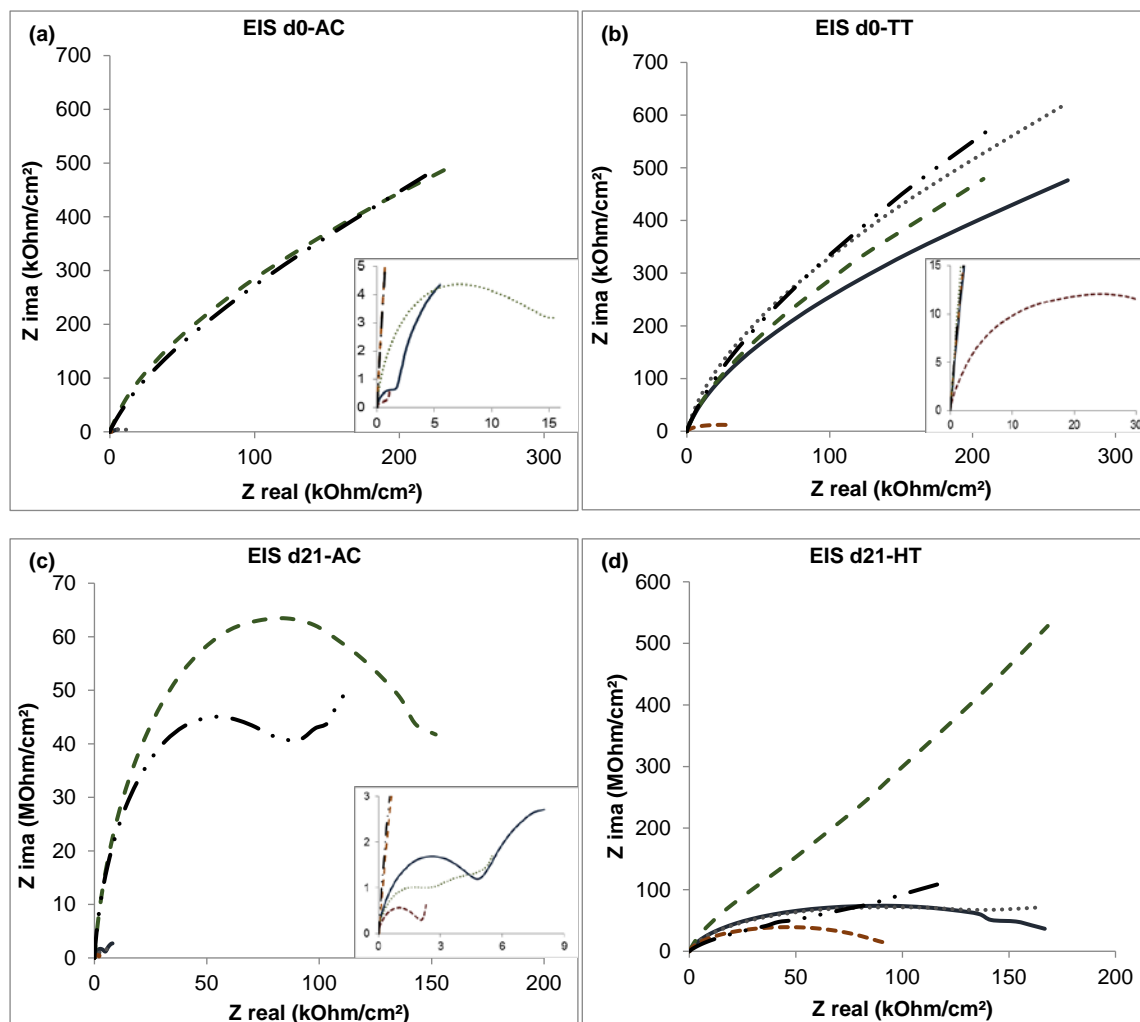 (a) EIS d0-AC
700
600
500
400
300
200
100
0
0 100 200 300
Z ima (kOhm/cm²)
Z real (kOhm/cm²)
5
4
3
2
1
0
0 5 10 15
(b) EIS d0-TT
700
600
500
400
300
200
100
0
0 100 200 300
Z ima (kOhm/cm²)
Z real (kOhm/cm²)
15
10
5
0
0 10 20 30
(c) EIS d21-AC
70
60
50
40
30
20
10
0
0 50 100 150 200
Z ima (MOhm/cm²)
Z real (kOhm/cm²)
3
2
1
0
0 3 6 9
(d) EIS d21-HT
600
500
400
300
200
100
0
0 50 100 150 200
Z ima (MOhm/cm²)
Z real (kOhm/cm²)